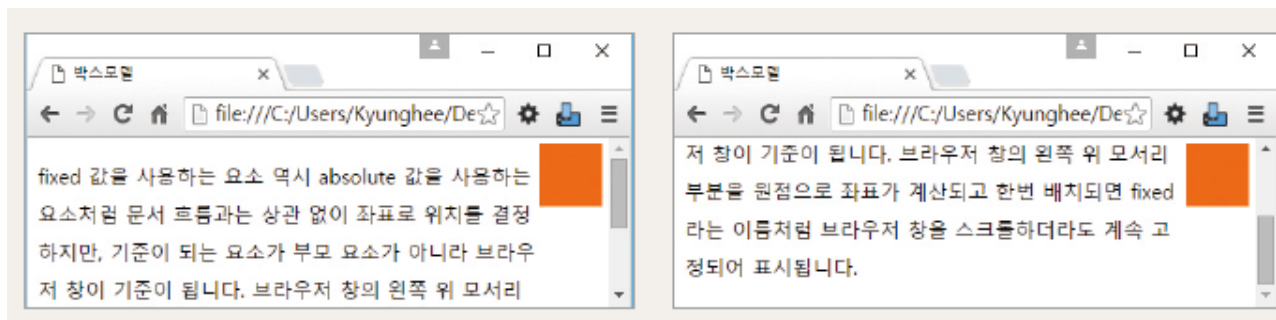 박스모델
file:///C:/Users/Kyunghee/De
fixed 값을 사용하는 요소 역시 absolute 값을 사용하는
요소처럼 문서 흐름과는 상관 없이 좌표로 위치를 결정
하지만, 기준이 되는 요소가 부모 요소가 아니라 브라우
저 창이 기준이 됩니다. 브라우저 창의 왼쪽 위 모서리
박스모델
file:///C:/Users/Kyunghee/De
저 창이 기준이 됩니다. 브라우저 창의 왼쪽 위 모서리
부분을 원점으로 좌표가 계산되고 한번 배치되면 fixed
라는 이름처럼 브라우저 창을 스크롤하더라도 계속 고
정되어 표시됩니다.